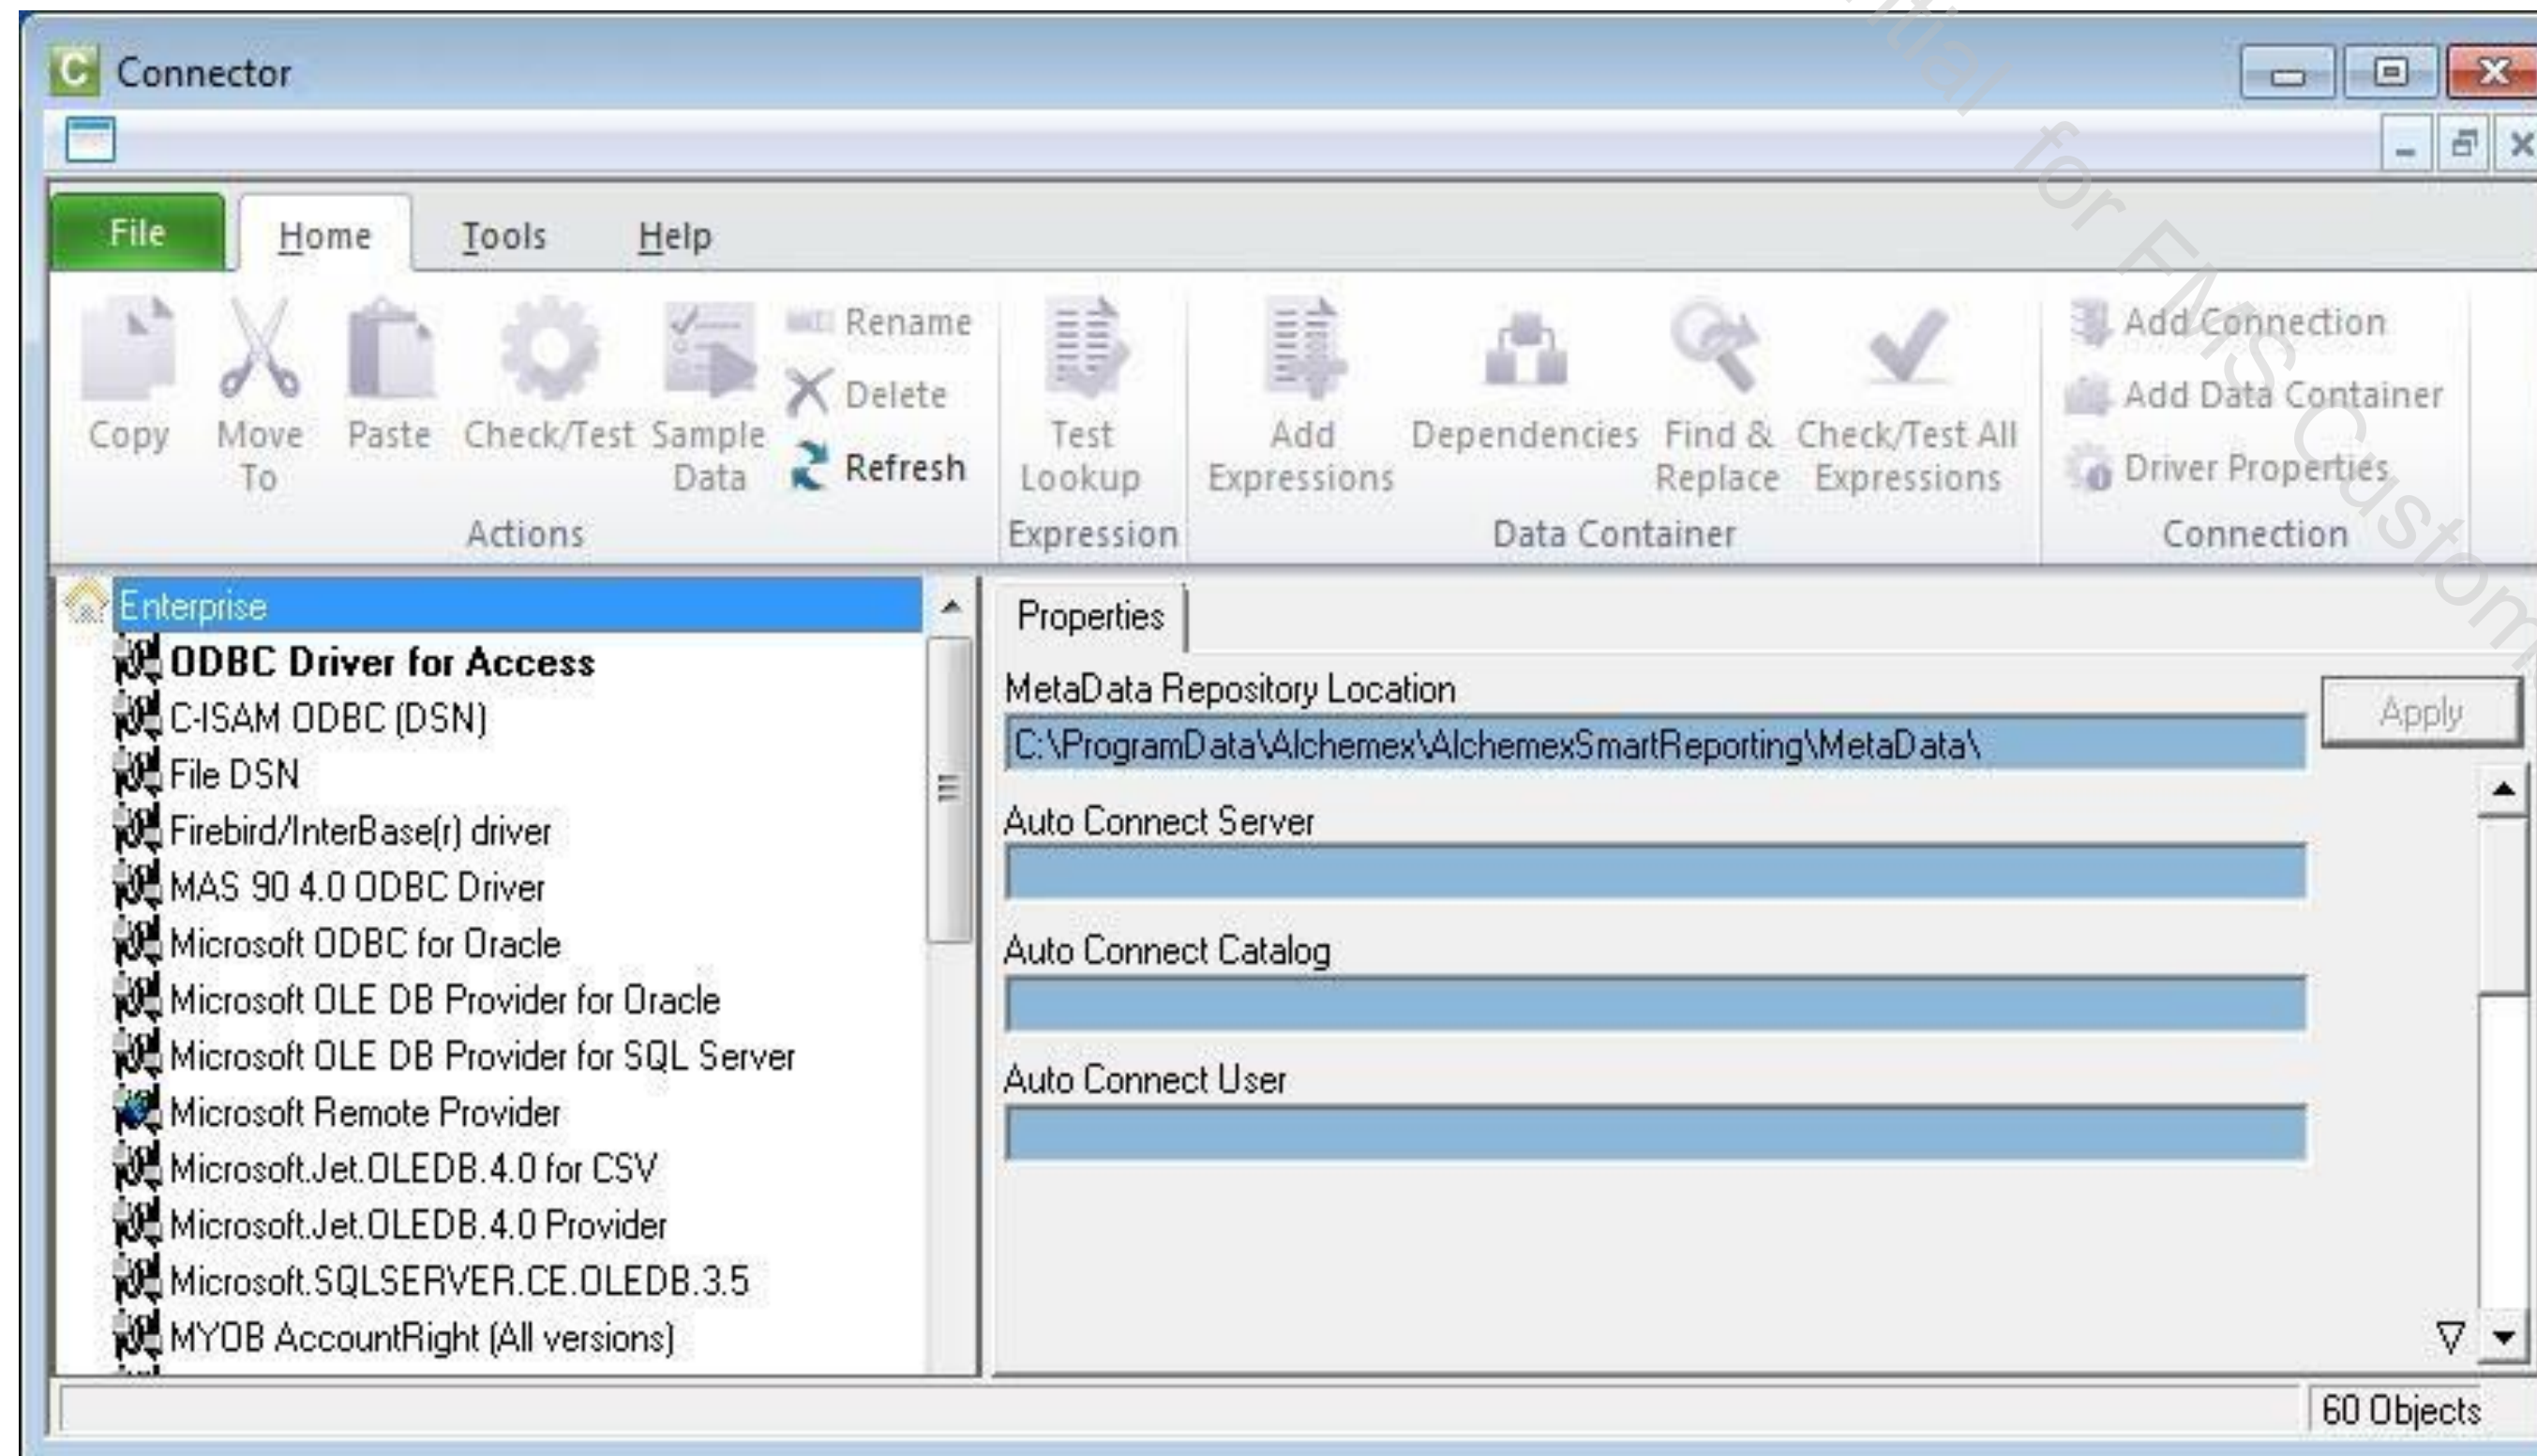 C Connector
File Home Tools Help
Copy
Move To
Paste
Check/Test
Sample Data
Rename
Delete
Refresh
Actions
Test Lookup
Expression
Add Expressions
Dependencies
Find & Replace
Check/Test All Expressions
Data Container
Add Connection
Add Data Container
Driver Properties
Connection
Enterprise
ODBC Driver for Access
C-ISAM ODBC (DSN)
File DSN
Firebird/InterBase(r) driver
MAS 90 4.0 ODBC Driver
Microsoft ODBC for Oracle
Microsoft OLE DB Provider for Oracle
Microsoft OLE DB Provider for SQL Server
Microsoft Remote Provider
Microsoft.Jet.OLEDB.4.0 for CSV
Microsoft.Jet.OLEDB.4.0 Provider
Microsoft.SQLSERVER.CE.OLEDB.3.5
MYOB AccountRight (All versions)
Properties
MetaData Repository Location
Apply
C:\ProgramData\Alchemex\AlchemexSmartReporting\MetaData\
Auto Connect Server
Auto Connect Catalog
Auto Connect User
60 Objects
for FMS